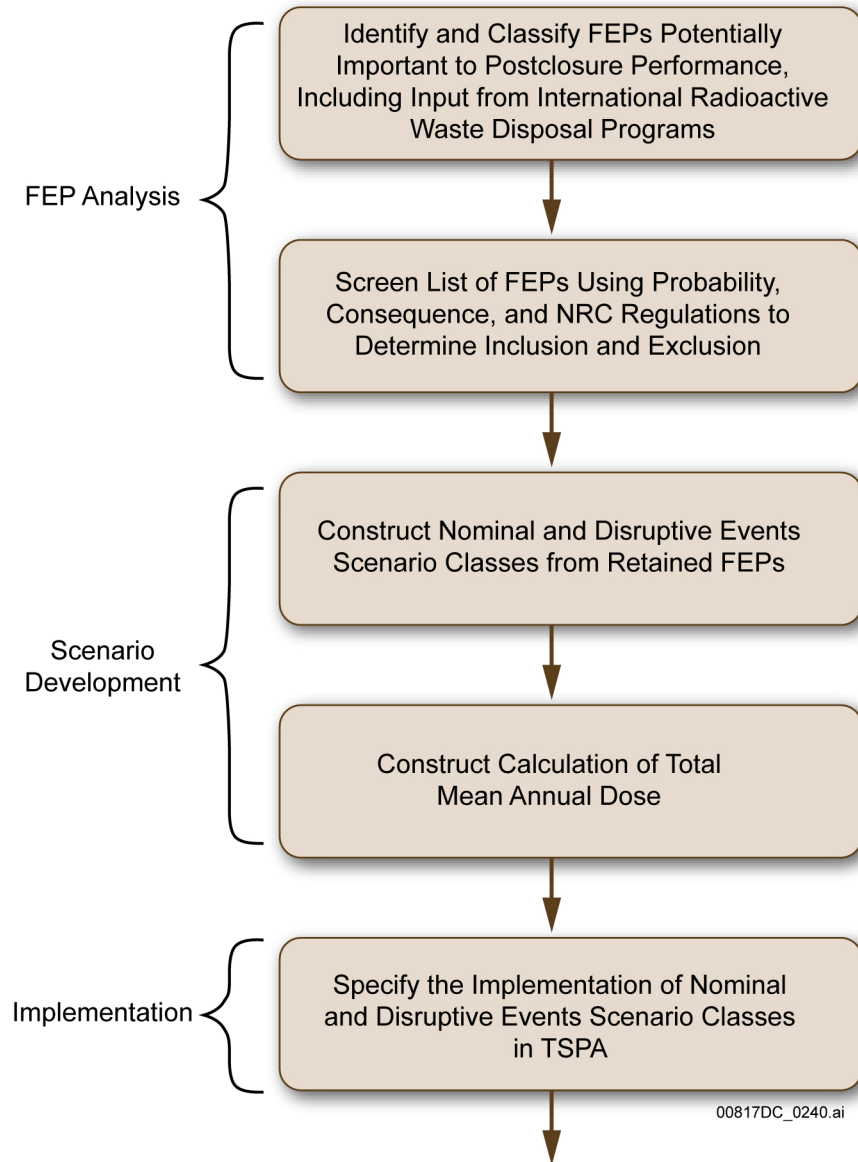 Identify and Classify FEPs Potentially
Important to Postclosure Performance,
Including Input from International Radioactive
Waste Disposal Programs
FEP Analysis
Screen List of FEPs Using Probability,
Consequence, and NRC Regulations to
Determine Inclusion and Exclusion
Construct Nominal and Disruptive Events
Scenario Classes from Retained FEPs
Scenario
Development
Construct Calculation of Total
Mean Annual Dose
Implementation
Specify the Implementation of Nominal
and Disruptive Events Scenario Classes
in TSPA
00817DC_0240.ai